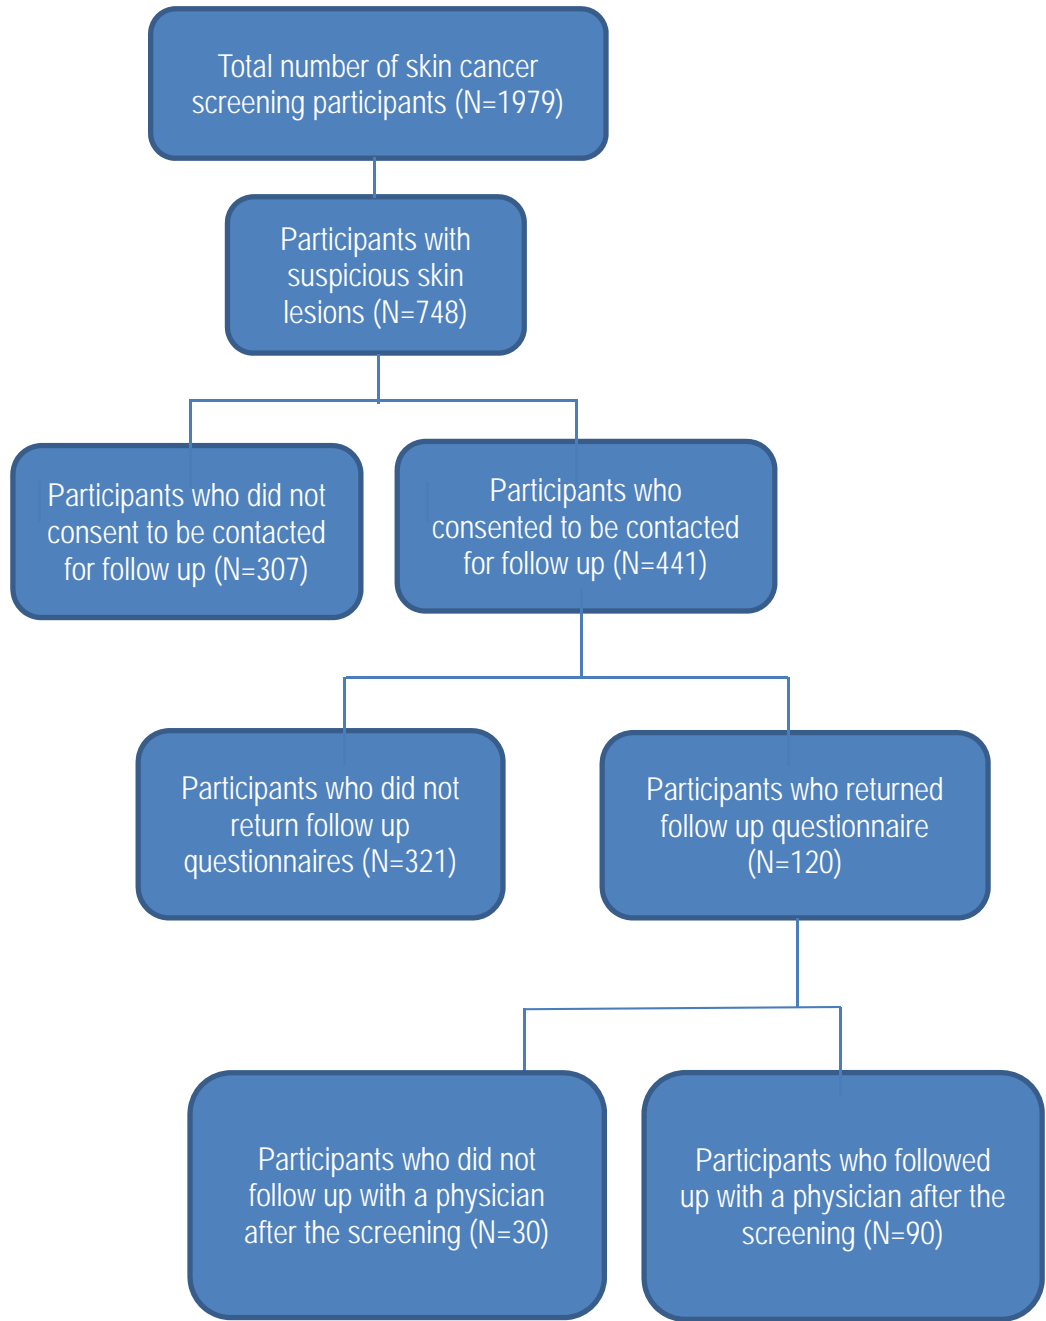 Total number of skin cancer
screening participants (N=1979)
Participants with
suspicious skin
lesions (N=748)
Participants who did not
consent to be contacted
for follow up (N=307)
Participants who
consented to be contacted
for follow up (N=441)
Participants who did not
return follow up
questionnaires (N=321)
Participants who returned
follow up questionnaire
(N=120)
Participants who did not
follow up with a physician
after the screening (N=30)
Participants who followed
up with a physician after the
screening (N=90)